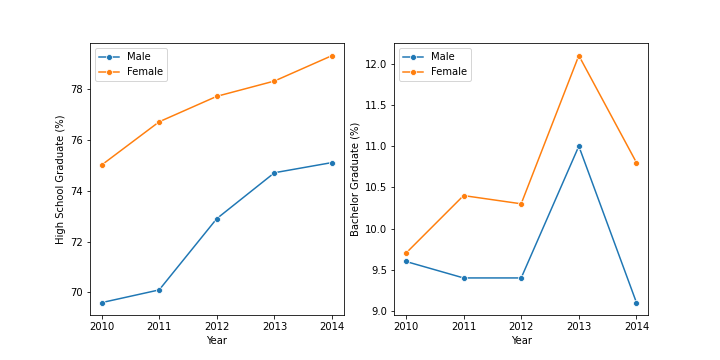 Male
Female
High School Graduate (%)
78
76
74
72
70
2010 2011 2012 2013 2014
Year
Male
Female
Bachelor Graduate (%)
12.0
11.5
11.0
10.5
10.0
9.5
9.0
2010 2011 2012 2013 2014
Year